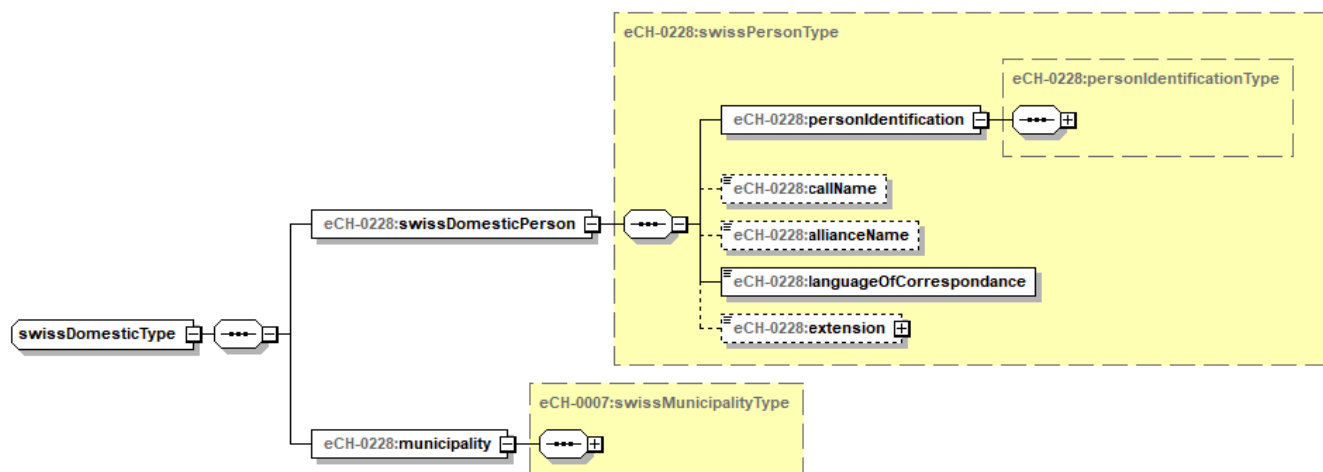 eCH-0228:swissPersonType
eCH-0228:personIdentificationType
eCH-0228:personIdentification
eCH-0228:callName
eCH-0228:swissDomesticPerson
eCH-0228:allianceName
eCH-0228:languageOfCorrespondance
eCH-0228:extension
swissDomesticType
eCH-0007:swissMunicipalityType
eCH-0228:municipality